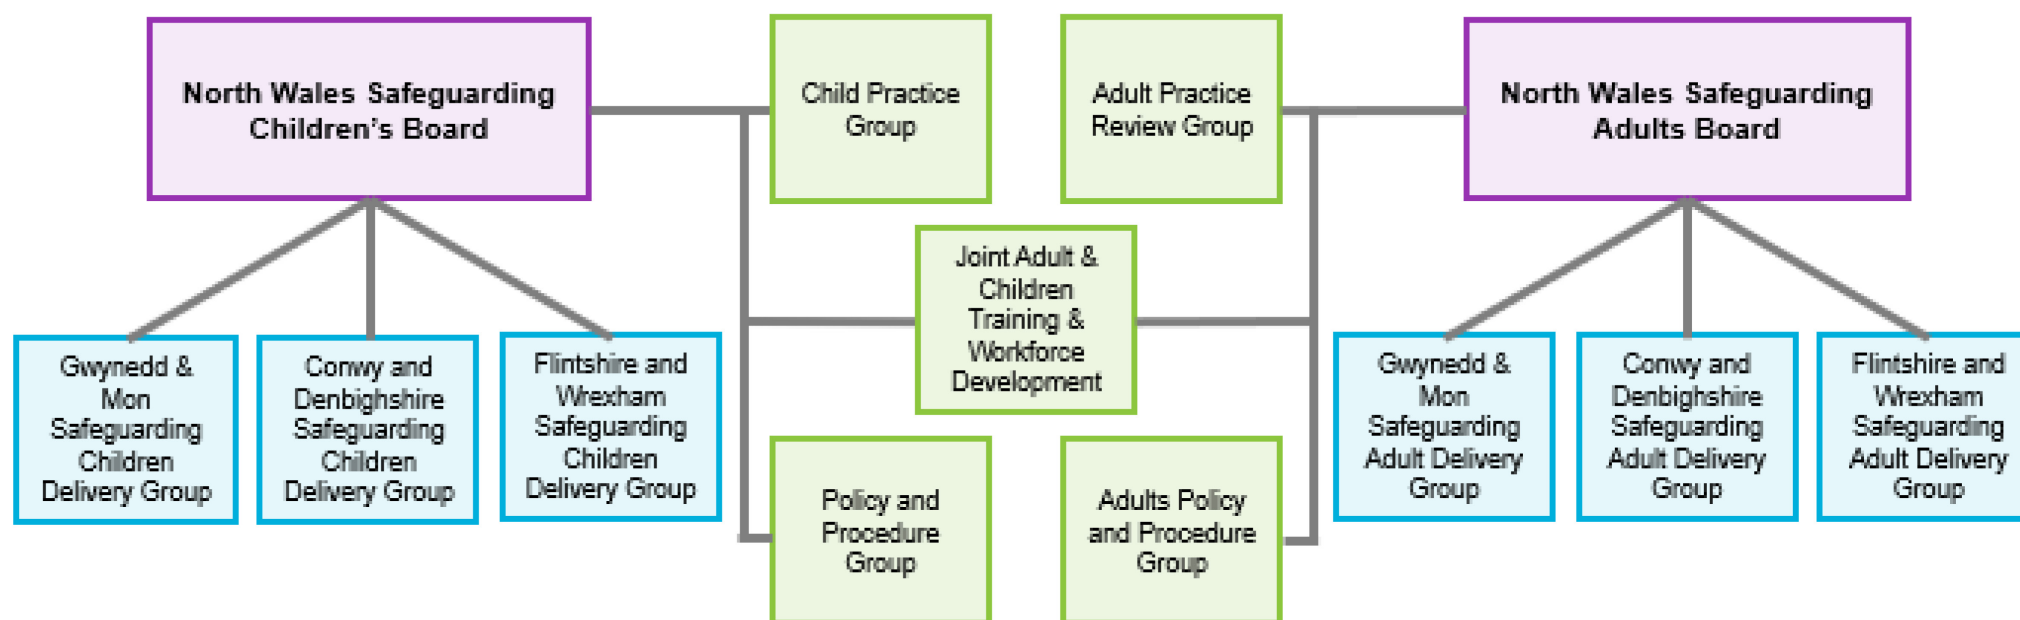 North Wales Safeguarding
Children's Board
Child Practice
Group
Adult Practice
Review Group
North Wales Safeguarding
Adults Board
Joint Adult &
Children
Training &
Workforce
Development
Gwynedd &
Mon
Safeguarding
Children
Delivery Group
Conwy and
Denbighshire
Safeguarding
Children
Delivery Group
Flintshire and
Wrexham
Safeguarding
Children
Delivery Group
Policy and
Procedure
Group
Adults Policy
and Procedure
Group
Gwynedd &
Mon
Safeguarding
Adult Delivery
Group
Conwy and
Denbighshire
Safeguarding
Adult Delivery
Group
Flintshire and
Wrexham
Safeguarding
Adult Delivery
Group